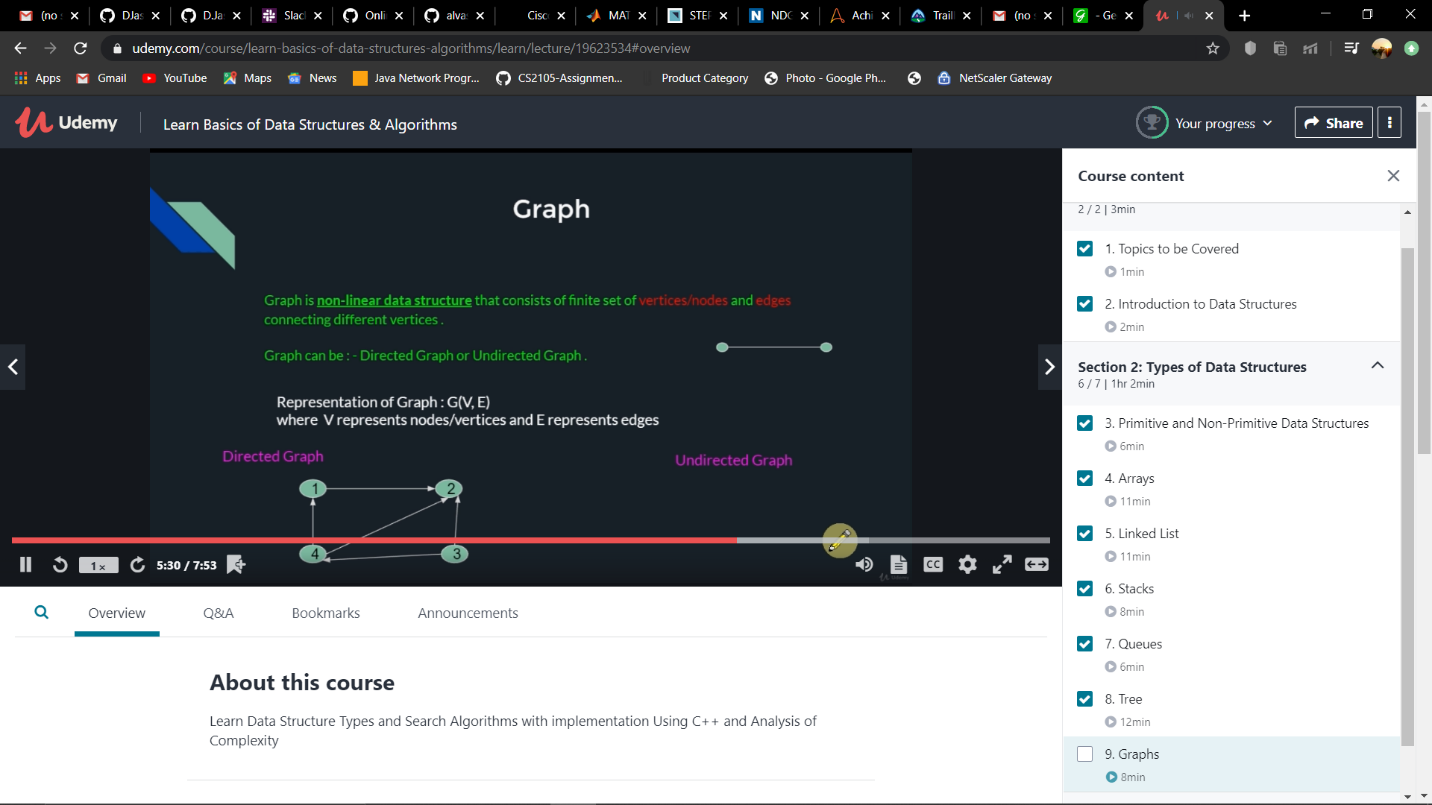 (no s
DJas
DJa
Slac
Onli
alva
Cisc
MAT
STEF
NDC
Achi
Trail
(no s
- Ge
udemy.com/course/learn-basics-of-data-structures-algorithms/learn/lecture/19623534#overview
Apps Gmail YouTube Maps News Java Network Progr... CS2105-Assignmen... Product Category Photo - Google Ph... NetScaler Gateway
Udemy
Learn Basics of Data Structures & Algorithms
Your progress
Share
Graph
Graph is non-linear data structure that consists of finite set of vertices/nodes and edges
connecting different vertices .
Graph can be : - Directed Graph or Undirected Graph .
Representation of Graph : G(V, E)
where V represents nodes/vertices and E represents edges
Directed Graph
Undirected Graph
1
2
4
3
1x
5:30 / 7:53
CC
Overview
Q&A
Bookmarks
Announcements
About this course
Learn Data Structure Types and Search Algorithms with implementation Using C++ and Analysis of
Complexity
Course content
2 / 2 | 3min
1. Topics to be Covered
1min
2. Introduction to Data Structures
2min
Section 2: Types of Data Structures
6 / 7 | 1hr 2min
3. Primitive and Non-Primitive Data Structures
6min
4. Arrays
11min
5. Linked List
11min
6. Stacks
8min
7. Queues
6min
8. Tree
12min
9. Graphs
8min